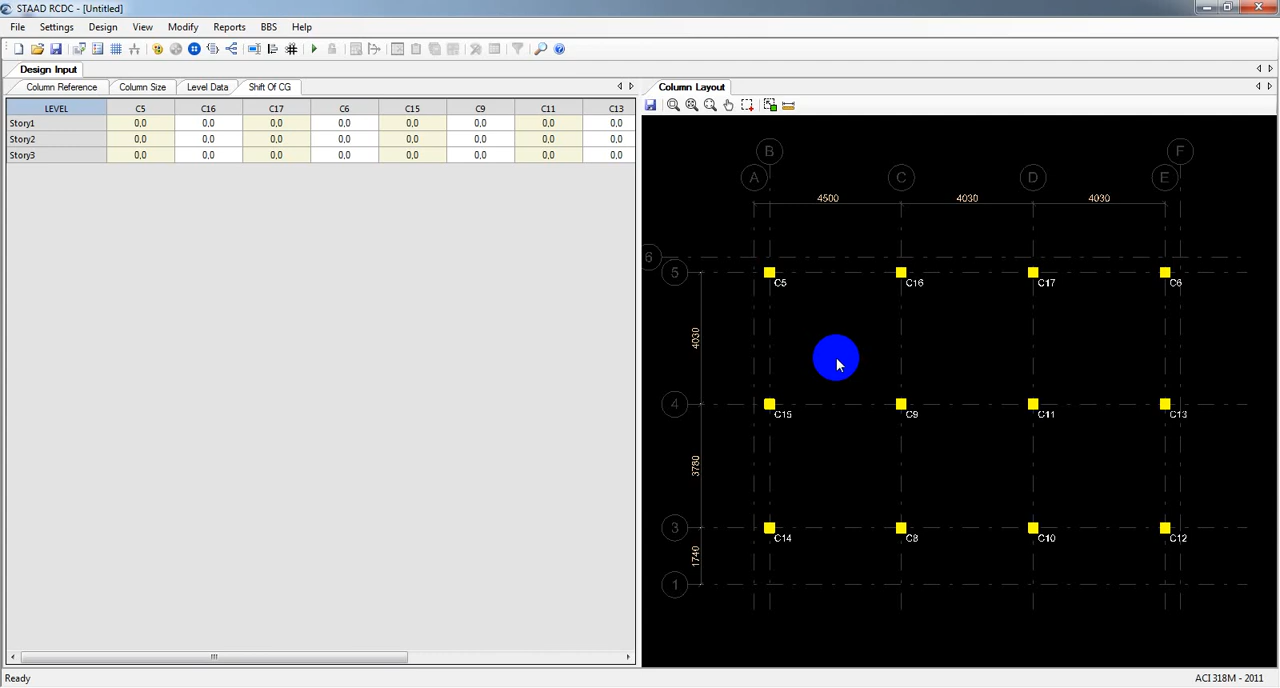 STAAD RCDC - [Untitled]
File Settings Design View Modify Reports BBS Help
Design Input
Column Reference Column Size Level Data Shift Of CG
LEVEL C5 C16 C17 C6 C15 C9 C11 C13
Story1 0,0 0,0 0,0 0,0 0,0 0,0 0,0 0,0
Story2 0,0 0,0 0,0 0,0 0,0 0,0 0,0 0,0
Story3 0,0 0,0 0,0 0,0 0,0 0,0 0,0 0,0
Column Layout
B F
A C D E
4500 4030 4030
6
5
C5 C16 C17 C6
4030
4
C15 C9 C11 C13
3780
3
C14 C8 C10 C12
1740
1
Ready ACI 318M - 2011